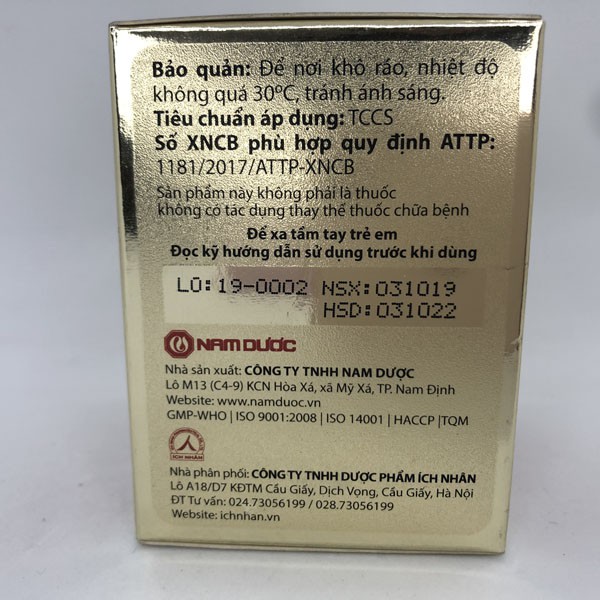 Bảo quản: Để nơi khô ráo, nhiệt độ
không quá 30ºC, tránh ánh sáng.
Tiêu chuẩn áp dụng: TCCS
Số XNCB phù hợp quy định ATTP:
1181/2017/ATTP-XNCB
Sản phẩm này không phải là thuốc
không có tác dụng thay thế thuốc chữa bệnh
Để xa tầm tay trẻ em
Đọc kỹ hướng dẫn sử dụng trước khi dùng
LÔ: 19-0002 NSX: 031019
HSD: 031022
NAM DƯỢC
Nhà sản xuất: CÔNG TY TNHH NAM DƯỢC
Lô M13 (C4-9) KCN Hòa Xá, xã Mỹ Xá, TP. Nam Định
Website: www.namduoc.vn
GMP-WHO | ISO 9001:2008 | ISO 14001 | HACCP |TQM
ÍCH NHÂN
Nhà phân phối: CÔNG TY TNHH DƯỢC PHẨM ÍCH NHÂN
Lô A18/D7 KĐTM Cầu Giấy, Dịch Vọng, Cầu Giấy, Hà Nội
ĐT Tư vấn: 024.73056199 / 028.73056199
Website: ichnhan.vn